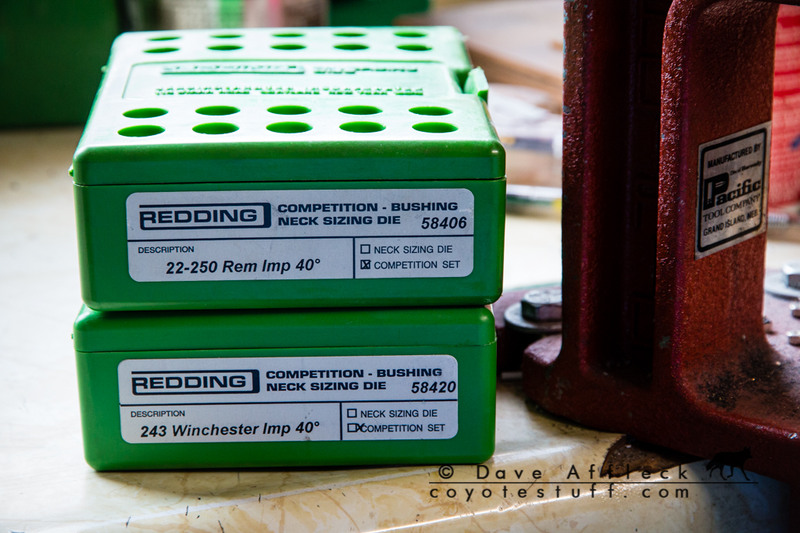 REDDING
COMPETITION - BUSHING
NECK SIZING DIE 58406
DESCRIPTION
22-250 Rem Imp 40°
NECK SIZING DIE
COMPETITION SET
REDDING
COMPETITION - BUSHING
NECK SIZING DIE 58420
DESCRIPTION
243 Winchester Imp 40°
NECK SIZING DIE
COMPETITION SET
MANUFACTURED BY
Pacific
TOOL COMPANY
GRAND ISLAND, NEB.
© Dave Affleck
coyotestuff.com